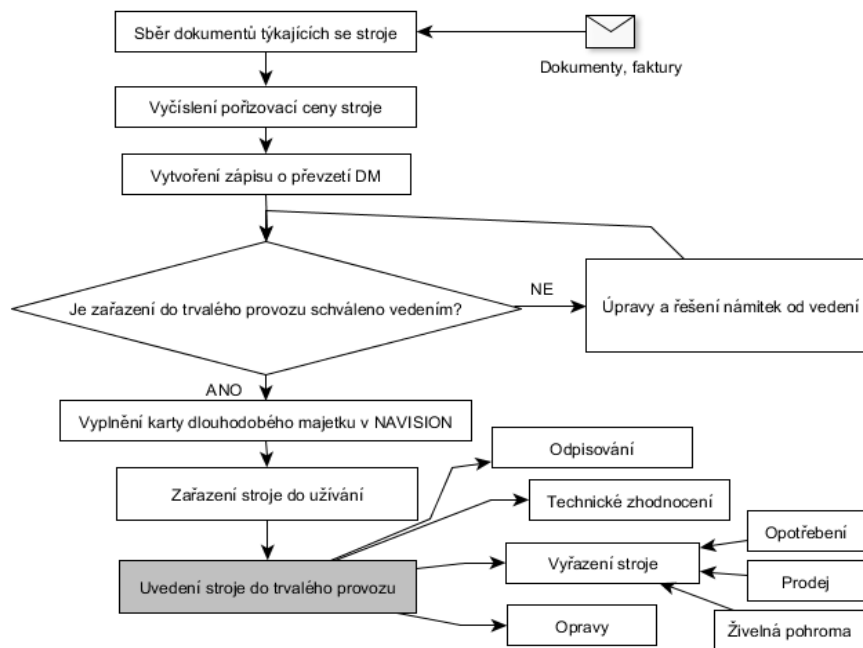 Sběr dokumentů týkajících se stroje
Dokumenty, faktury
Vyčíslení pořizovací ceny stroje
Vytvoření zápisu o převzetí DM
Je zařazení do trvalého provozu schváleno vedením?
NE
Úpravy a řešení námitek od vedení
ANO
Vyplnění karty dlouhodobého majetku v NAVISION
Odpisování
Zařazení stroje do užívání
Technické zhodnocení
Opotřebení
Vyřazení stroje
Uvedení stroje do trvalého provozu
Prodej
Opravy
Živelná pohroma